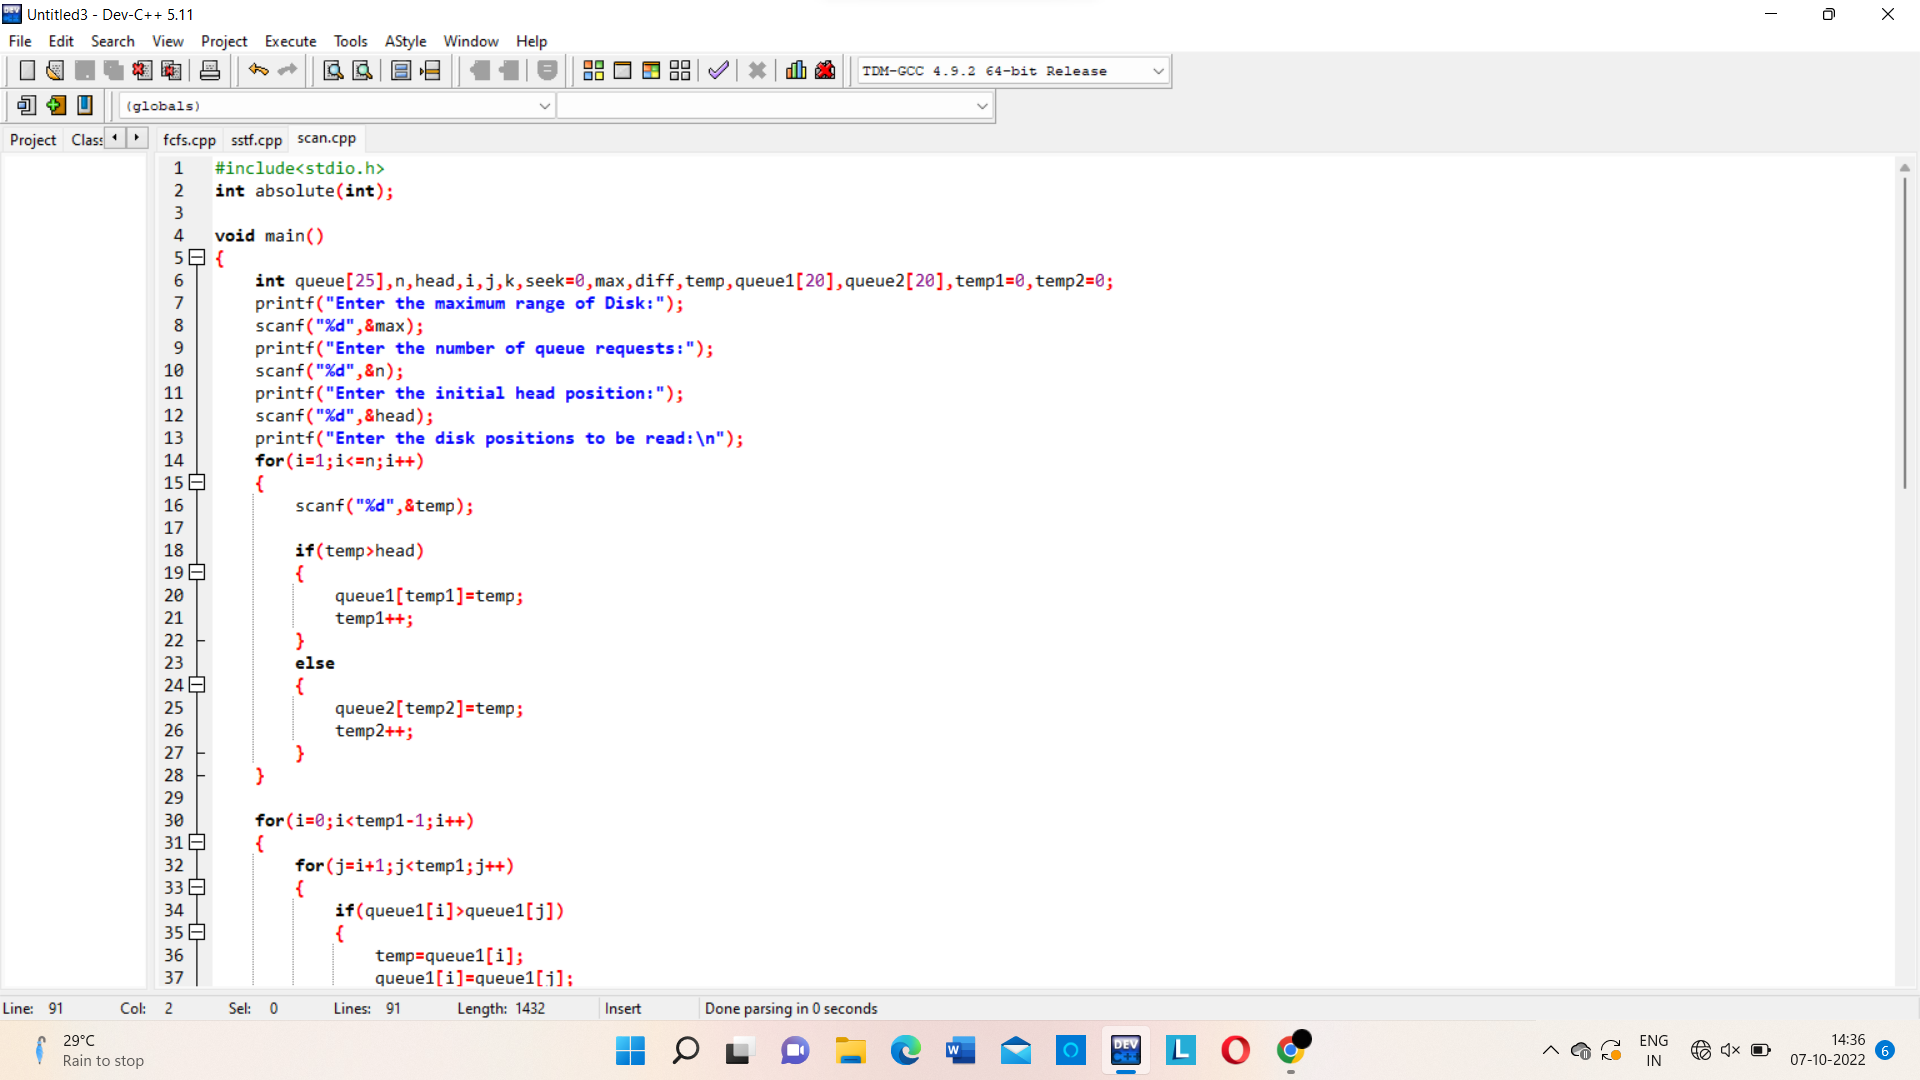 Untitled3 - Dev-C++ 5.11
File Edit Search View Project Execute Tools AStyle Window Help
TDM-GCC 4.9.2 64-bit Release
(globals)
Project Clas fcfs.cpp sstf.cpp scan.cpp
1 #include<stdio.h>
2 int absolute(int);
3
4 void main()
5 {
6 int queue[25],n,head,i,j,k,seek=0,max,diff,temp,queue1[20],queue2[20],temp1=0,temp2=0;
7 printf("Enter the maximum range of Disk:");
8 scanf("%d",&max);
9 printf("Enter the number of queue requests:");
10 scanf("%d",&n);
11 printf("Enter the initial head position:");
12 scanf("%d",&head);
13 printf("Enter the disk positions to be read:\n");
14 for(i=1;i<=n;i++)
15 {
16 scanf("%d",&temp);
17
18 if(temp>head)
19 {
20 queue1[temp1]=temp;
21 temp1++;
22 }
23 else
24 {
25 queue2[temp2]=temp;
26 temp2++;
27 }
28 }
29
30 for(i=0;i<temp1-1;i++)
31 {
32 for(j=i+1;j<temp1;j++)
33 {
34 if(queue1[i]>queue1[j])
35 {
36 temp=queue1[i];
37 queue1[i]=queue1[j];
Line: 91 Col: 2 Sel: 0 Lines: 91 Length: 1432 Insert Done parsing in 0 seconds
29°C
Rain to stop
W
DEV
C++
L
ENG
IN
14:36
07-10-2022
6